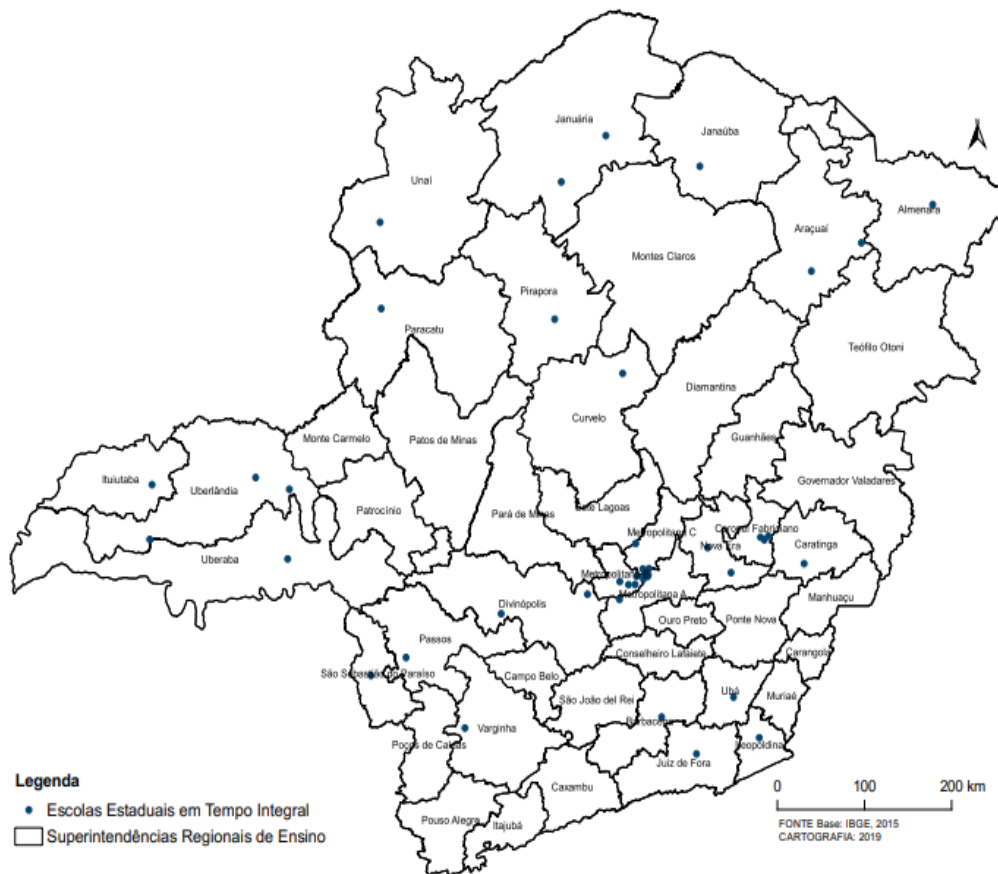 Januária
Janaúba
Unaí
Almenara
Araçuaí
Montes Claros
Pirapora
Paracatu
Teófilo Otoni
Diamantina
Curvelo
Monte Carmelo
Patos de Minas
Guanhães
Ituiutaba
Uberlândia
Governador Valadares
Patrocínio
Pará de Minas
Sete Lagoas
Metropolitana C
Coronel Fabriciano
Nova Era
Caratinga
Uberaba
Metropolitana
Metropolitana A
Manhuaçu
Divinópolis
Ouro Preto
Ponte Nova
Passos
Conselheiro Lafaiete
Carangola
São Sebastião do Paraíso
Campo Belo
São João del Rei
Ubá
Muriaé
Barbacena
Varginha
Poços de Caldas
Leopoldina
Juiz de Fora
Caxambu
Pouso Alegre
Itajubá
Legenda
Escolas Estaduais em Tempo Integral
Superintendências Regionais de Ensino
0 100 200 km
FONTE Base: IBGE, 2015
CARTOGRAFIA: 2019